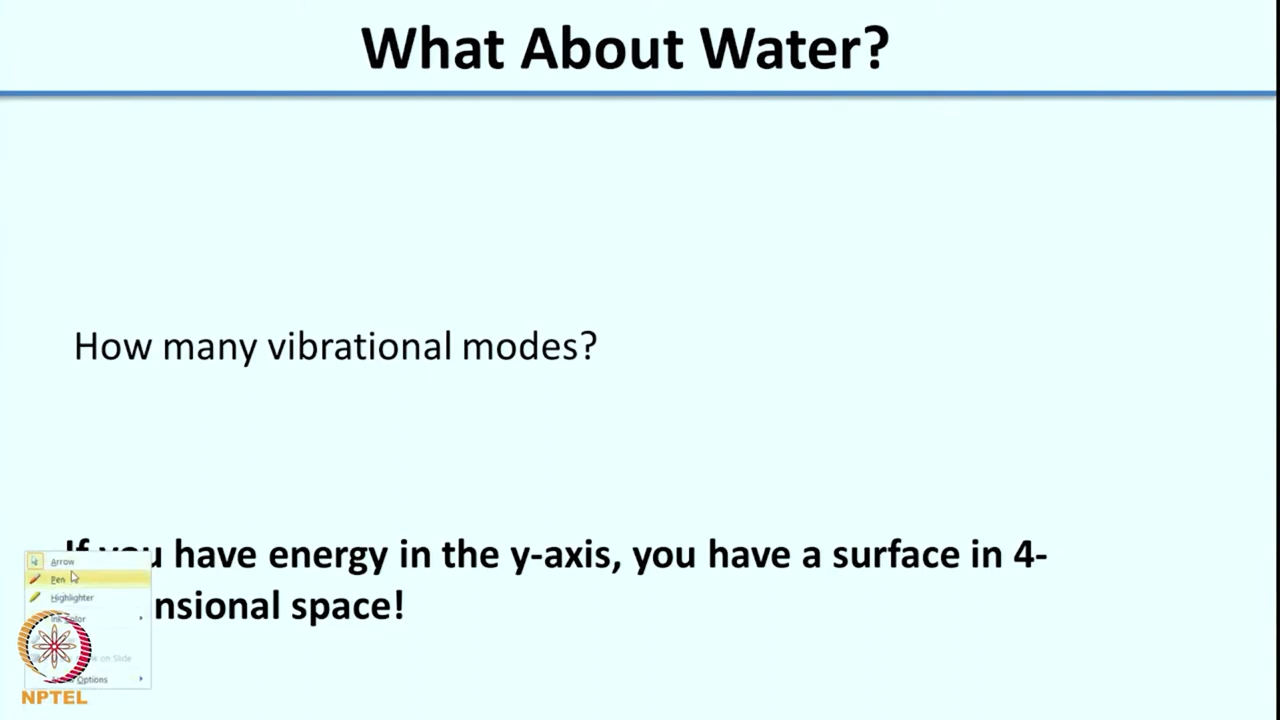 What About Water?
How many vibrational modes?
If you have energy in the y-axis, you have a surface in 4-
nsional space!
Arrow
Pen
Highlighter
Ink Color
on Slide
Options
NPTEL